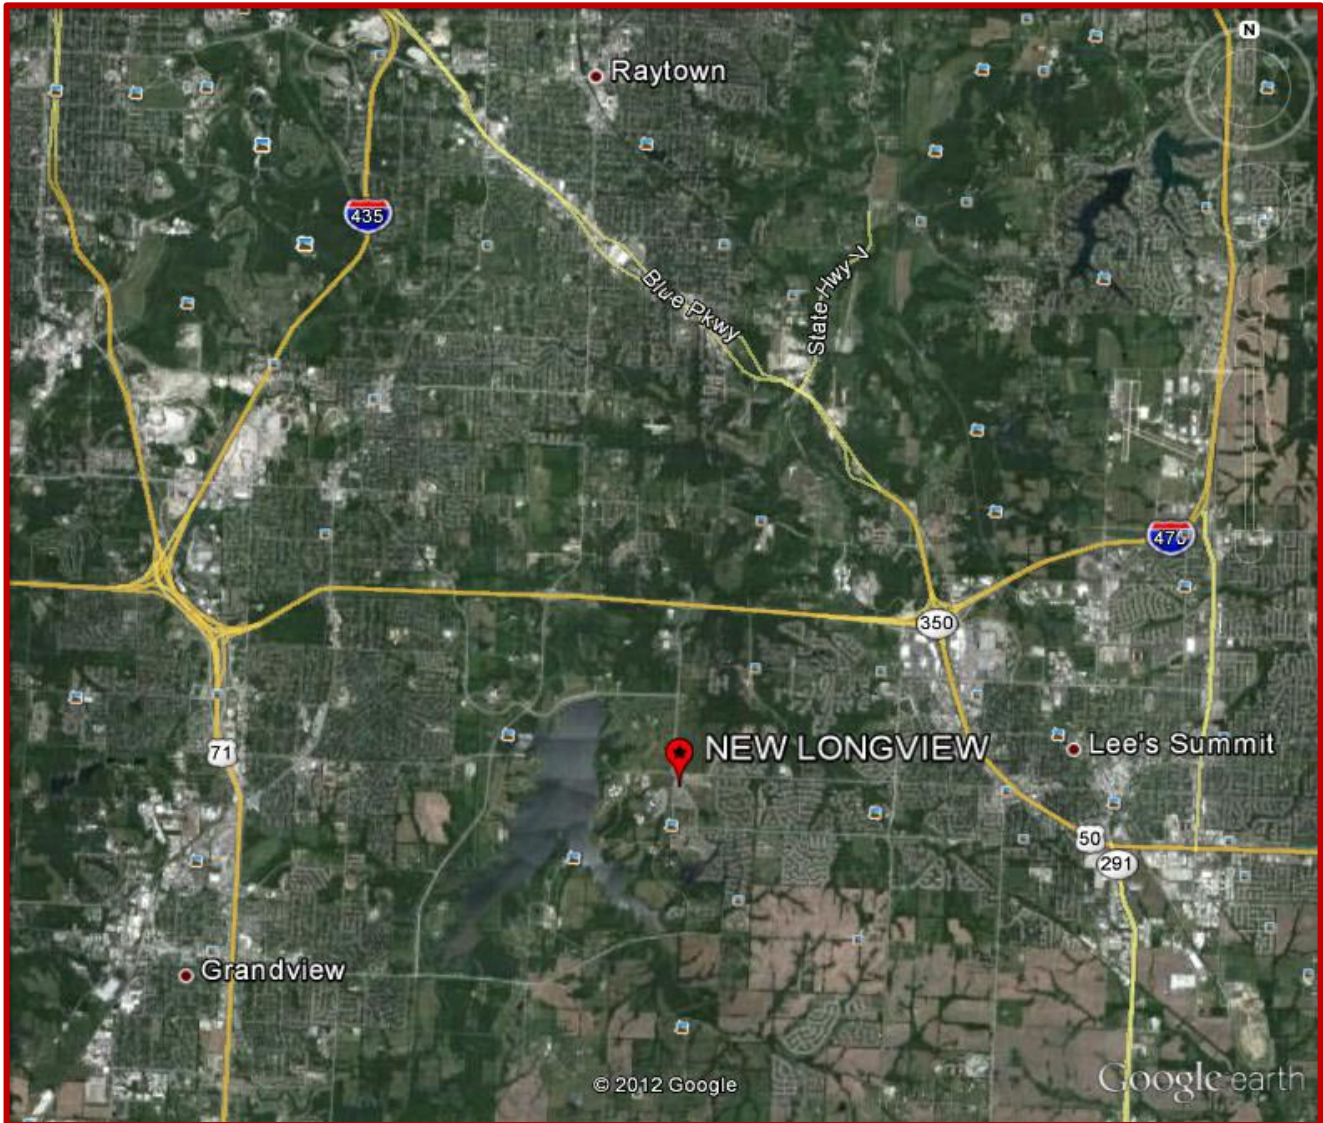 N
Raytown
435
Blue Pkwy
State Hwy V
470
350
NEW LONGVIEW
Lee's Summit
71
50
291
Grandview
© 2012 Google
Google earth